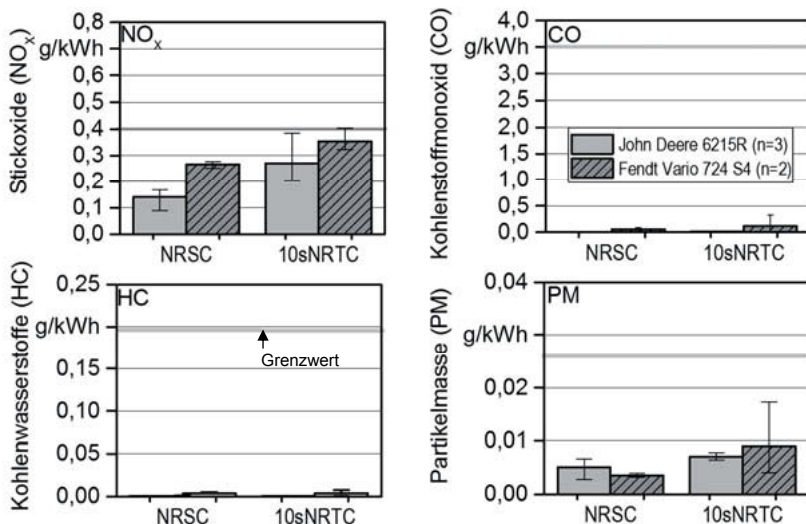 Stickoxide (NOx)
0,8
g/kWh
0,6
0,5
0,4
0,3
0,2
0,1
0,0
NOx
NRSC
10sNRTC
Kohlenstoffmonoxid (CO)
4,0
g/kWh
3,0
2,5
2,0
1,5
1,0
0,5
0,0
CO
John Deere 6215R (n=3)
Fendt Vario 724 S4 (n=2)
NRSC
10sNRTC
Kohlenwasserstoffe (HC)
0,25
g/kWh
0,15
0,10
0,05
0,00
HC
Grenzwert
NRSC
10sNRTC
Partikelmasse (PM)
0,04
g/kWh
0,02
0,01
0,00
PM
NRSC
10sNRTC